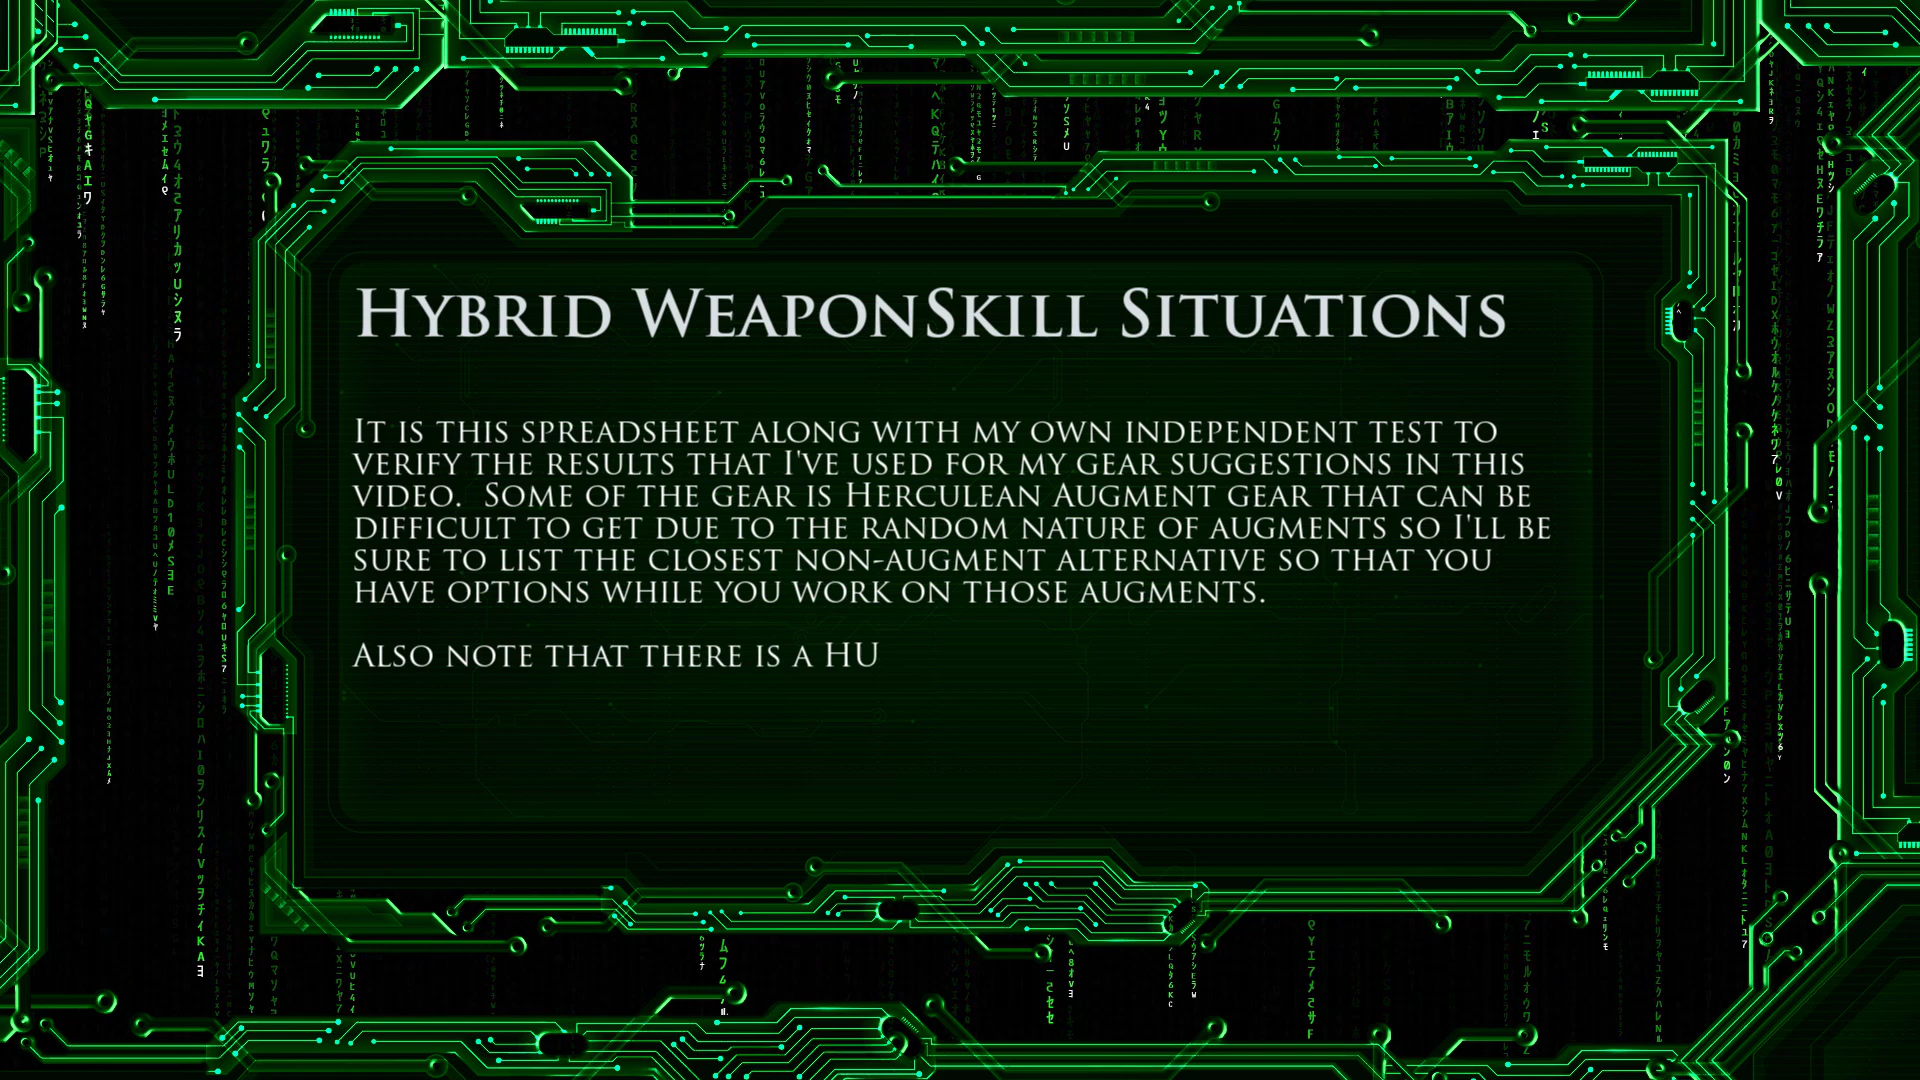 Hybrid WeaponSkill Situations
It is this spreadsheet along with my own independent test to
verify the results that I've used for my gear suggestions in this
video. Some of the gear is Herculean Augment gear that can be
difficult to get due to the random nature of augments so I'll be
sure to list the closest non-augment alternative so that you
have options while you work on those augments.
Also note that there is a HU